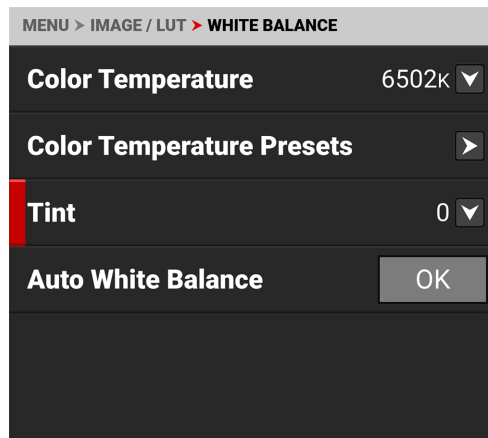 MENU > IMAGE / LUT > WHITE BALANCE
Color Temperature 6502K
Color Temperature Presets
Tint 0
Auto White Balance OK